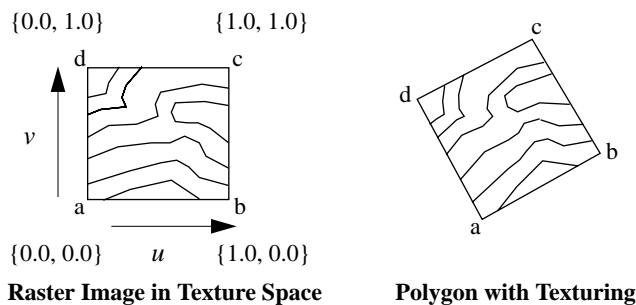 {0.0, 1.0} {1.0, 1.0}
c
d c
d
v
b
a b
a
{0.0, 0.0} u {1.0, 0.0}
Raster Image in Texture Space Polygon with Texturing